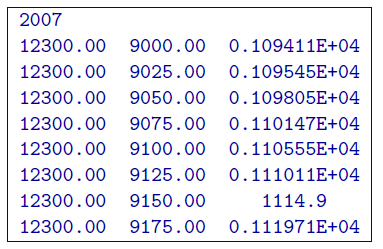 2007
12300.00 9000.00 0.109411E+04
12300.00 9025.00 0.109545E+04
12300.00 9050.00 0.109805E+04
12300.00 9075.00 0.110147E+04
12300.00 9100.00 0.110555E+04
12300.00 9125.00 0.111011E+04
12300.00 9150.00 1114.9
12300.00 9175.00 0.111971E+04